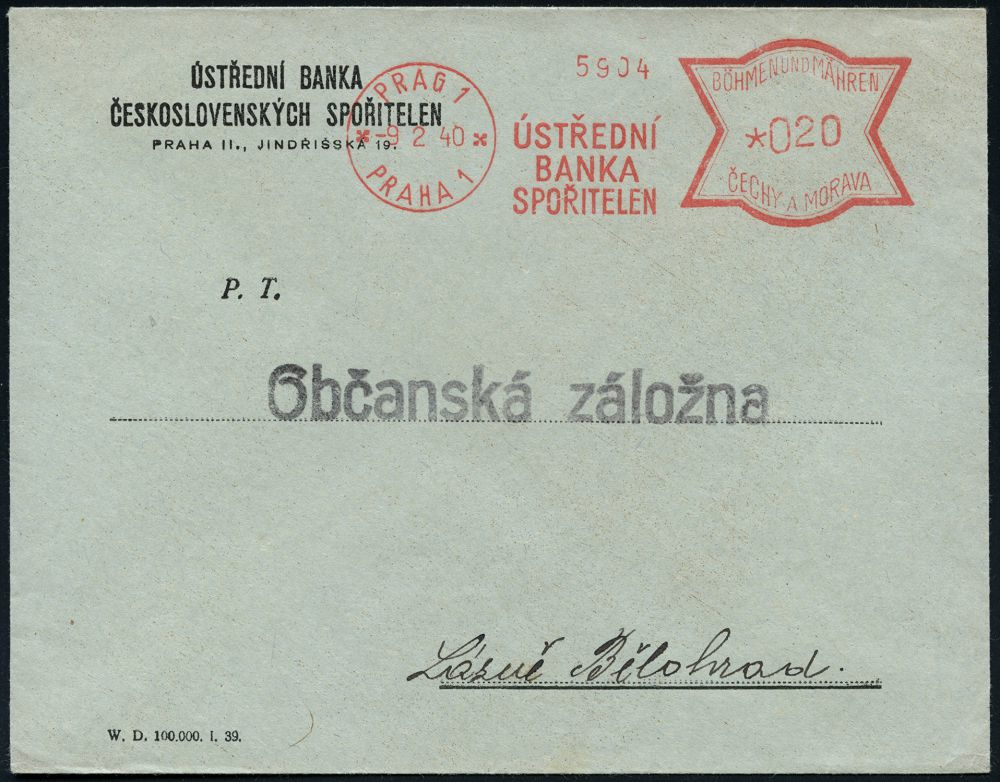 ÚSTŘEDNÍ BANKA
ČESKOSLOVENSKÝCH SPOŘITELEN
PRAHA II., JINDŘIŠSKÁ 19.
PRAG 1
-9. 2. 40
PRAHA 1
5904
ÚSTŘEDNÍ
BANKA
SPOŘITELEN
BÖHMEN UND MÄHREN
*020
ČECHY A MORAVA
P. T.
Občanská záložna
Lázně Bělohrad.
W. D. 100.000. I. 39.